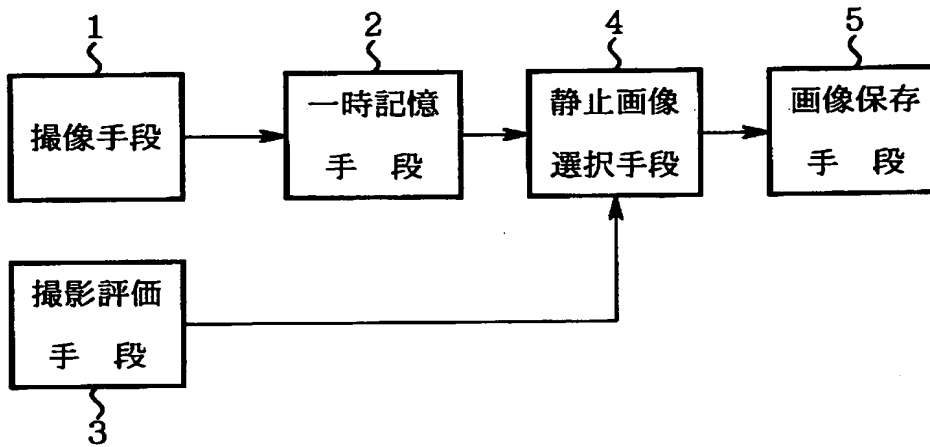 1
撮像手段
2
一時記憶
手　段
4
静止画像
選択手段
5
画像保存
手　段
撮影評価
手　段
3